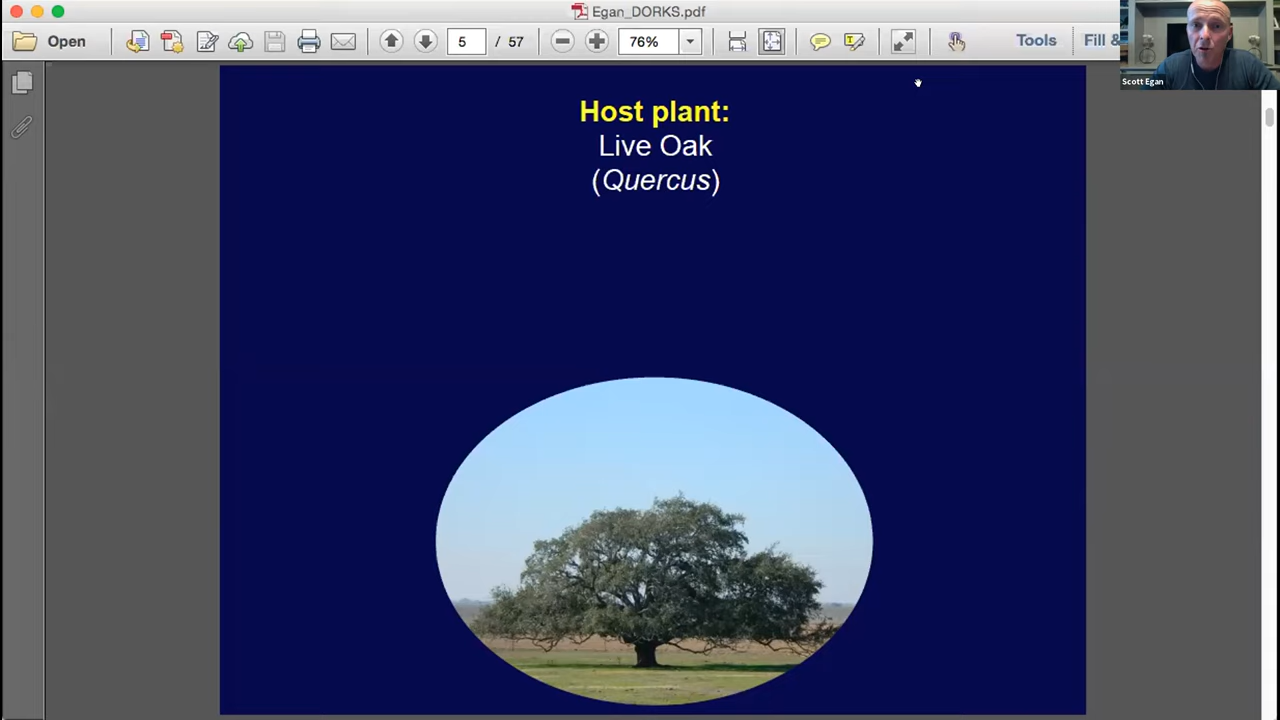 Egan_DORKS.pdf
Open
5 / 57
76%
Tools
Fill &
Scott Egan
Host plant:
Live Oak
(Quercus)